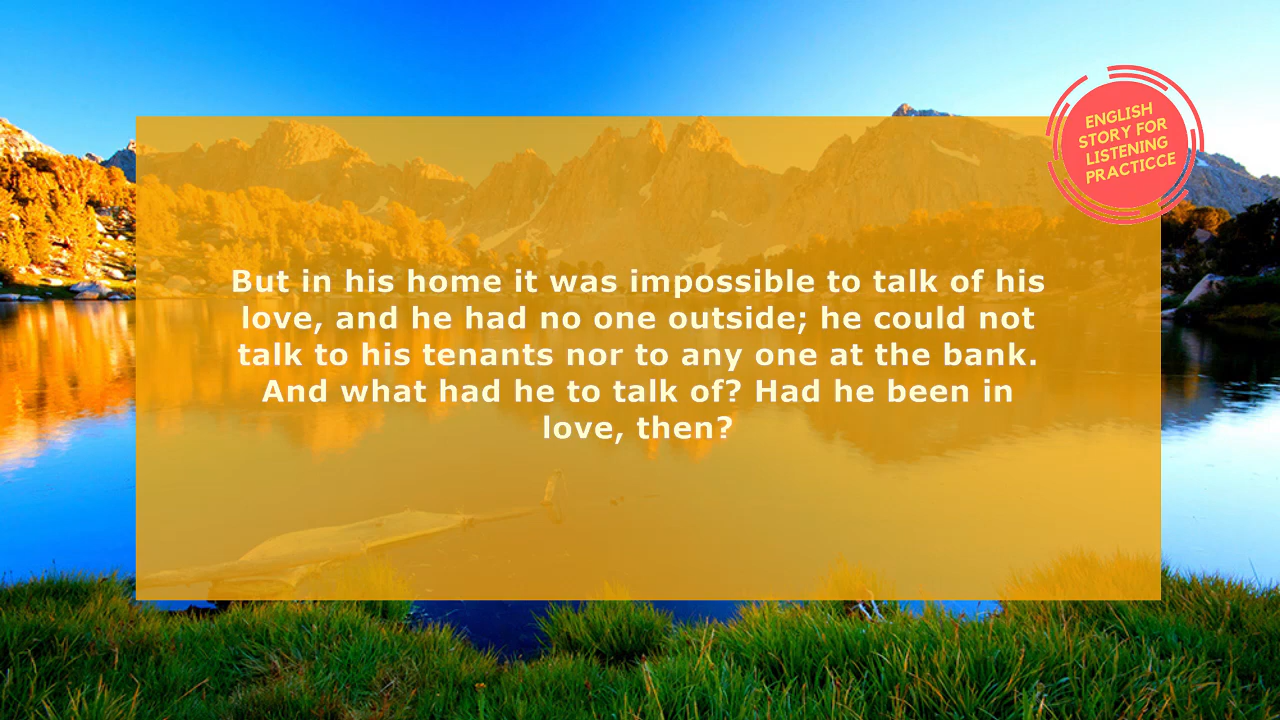 ENGLISH
STORY FOR
LISTENING
PRACTICCE
But in his home it was impossible to talk of his
love, and he had no one outside; he could not
talk to his tenants nor to any one at the bank.
And what had he to talk of? Had he been in
love, then?